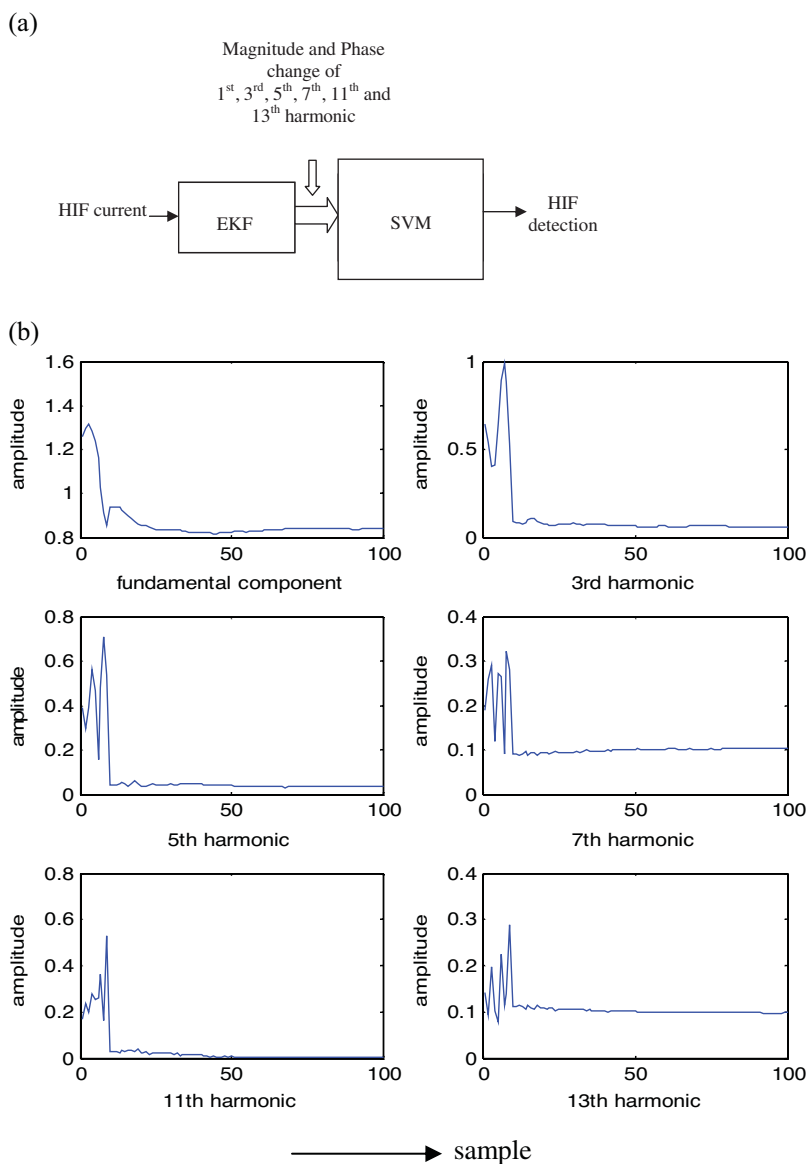 (a)
Magnitude and Phase
change of
1st, 3rd, 5th, 7th, 11th and
13th harmonic
HIF current
EKF
SVM
HIF
detection
(b)
1.6
1.4
1.2
1
0.8
0
50
100
amplitude
fundamental component
1
0.5
0
0
50
100
amplitude
3rd harmonic
0.8
0.6
0.4
0.2
0
0
50
100
amplitude
5th harmonic
0.4
0.3
0.2
0.1
0
0
50
100
amplitude
7th harmonic
0.8
0.6
0.4
0.2
0
0
50
100
amplitude
11th harmonic
0.4
0.3
0.2
0.1
0
0
50
100
amplitude
13th harmonic
sample